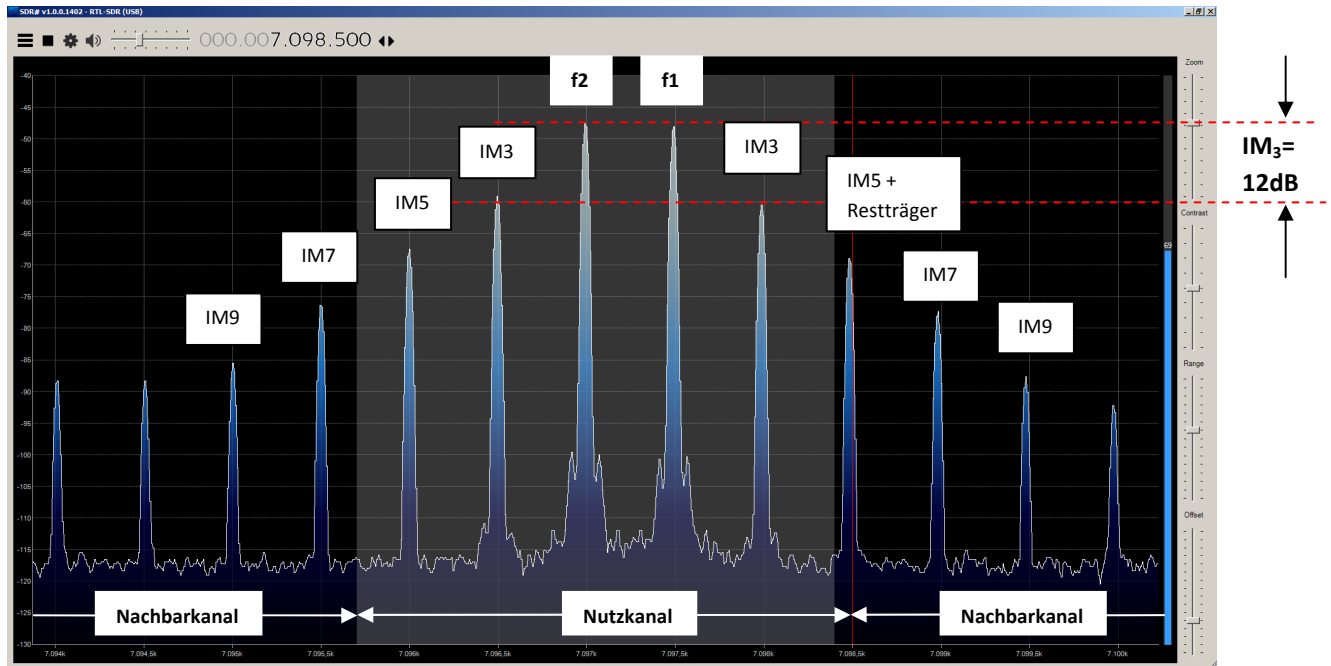 SDR# v1.0.0.1402 - RTL-SDR (USB)
000.007.098.500
Zoom
-40
f2
f1
-45
-50
IM3
IM3
IM₃=
12dB
-55
IM5 +
Restträger
IM5
-60
Contrast
-65
69
IM7
IM7
-70
-75
IM9
IM9
-80
-85
Range
-90
-95
-100
-105
-110
Offset
-115
-120
-125
Nachbarkanal
Nutzkanal
Nachbarkanal
-130
7.094k
7.094,5k
7.095k
7.095,5k
7.096k
7.096,5k
7.097k
7.097,5k
7.098k
7.098,5k
7.099k
7.099,5k
7.100k